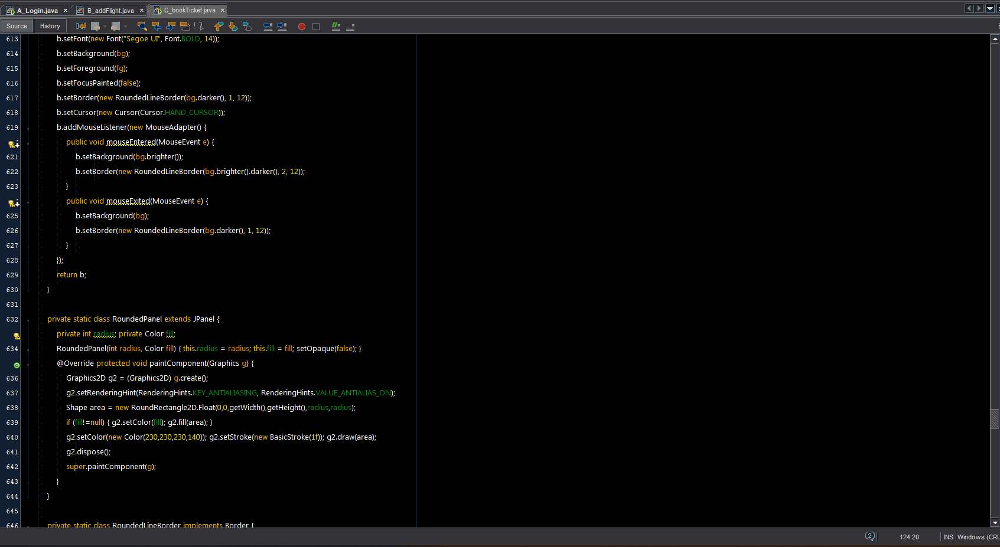 A_Login.java × B_addFlight.java × C_bookTicket.java ×
Source History
613 b.setFont(new Font("Segoe UI", Font.BOLD, 14));
614 b.setBackground(bg);
615 b.setForeground(fg);
616 b.setFocusPainted(false);
617 b.setBorder(new RoundedLineBorder(bg.darker(), 1, 12));
618 b.setCursor(new Cursor(Cursor.HAND_CURSOR));
619 b.addMouseListener(new MouseAdapter() {
public void mouseEntered(MouseEvent e) {
621 b.setBackground(bg.brighter());
622 b.setBorder(new RoundedLineBorder(bg.brighter().darker(), 2, 12));
623 }
public void mouseExited(MouseEvent e) {
625 b.setBackground(bg);
626 b.setBorder(new RoundedLineBorder(bg.darker(), 1, 12));
627 }
628 });
629 return b;
630 }
631
632 private static class RoundedPanel extends JPanel {
private int radius; private Color fill;
634 RoundedPanel(int radius, Color fill) { this.radius = radius; this.fill = fill; setOpaque(false); }
@Override protected void paintComponent(Graphics g) {
636 Graphics2D g2 = (Graphics2D) g.create();
637 g2.setRenderingHint(RenderingHints.KEY_ANTIALIASING, RenderingHints.VALUE_ANTIALIAS_ON);
638 Shape area = new RoundRectangle2D.Float(0,0,getWidth(),getHeight(),radius,radius);
639 if (fill!=null) { g2.setColor(fill); g2.fill(area); }
640 g2.setColor(new Color(230,230,230,140)); g2.setStroke(new BasicStroke(1f)); g2.draw(area);
641 g2.dispose();
642 super.paintComponent(g);
643 }
644 }
645
646 private static class RoundedLineBorder implements Border {
2 124:20 INS Windows (CRL